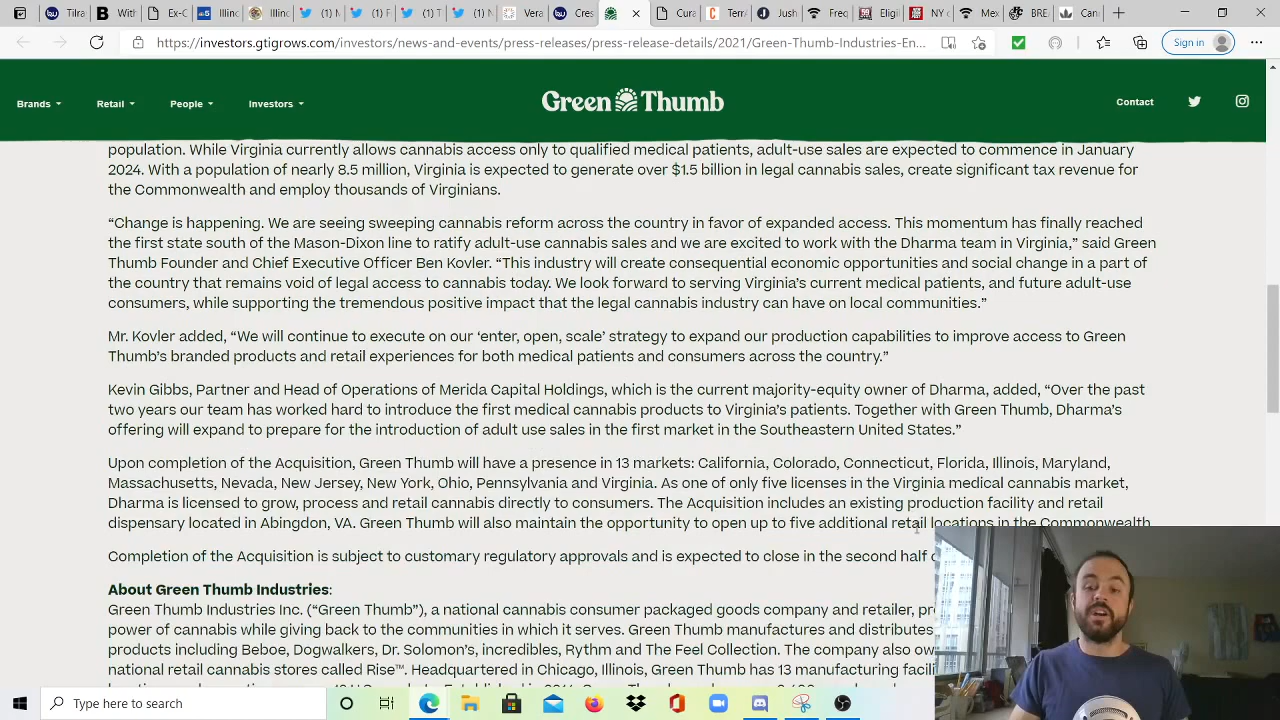 Tilra
With
Ex-C
Illin
Illin
(1) N
(1) F
(1) T
(1) N
Vera
Cres
Cura
Terr
Josh
Freq
Eligil
NY c
Mex
BRE
Can
https://investors.gtigrows.com/investors/news-and-events/press-releases/press-release-details/2021/Green-Thumb-Industries-En...
Sign in
Brands
Retail
People
Investors
Green Thumb
Contact
population. While Virginia currently allows cannabis access only to qualified medical patients, adult-use sales are expected to commence in January
2024. With a population of nearly 8.5 million, Virginia is expected to generate over $1.5 billion in legal cannabis sales, create significant tax revenue for
the Commonwealth and employ thousands of Virginians.
“Change is happening. We are seeing sweeping cannabis reform across the country in favor of expanded access. This momentum has finally reached
the first state south of the Mason-Dixon line to ratify adult-use cannabis sales and we are excited to work with the Dharma team in Virginia,” said Green
Thumb Founder and Chief Executive Officer Ben Kovler. “This industry will create consequential economic opportunities and social change in a part of
the country that remains void of legal access to cannabis today. We look forward to serving Virginia’s current medical patients, and future adult-use
consumers, while supporting the tremendous positive impact that the legal cannabis industry can have on local communities.”
Mr. Kovler added, “We will continue to execute on our ‘enter, open, scale’ strategy to expand our production capabilities to improve access to Green
Thumb’s branded products and retail experiences for both medical patients and consumers across the country.”
Kevin Gibbs, Partner and Head of Operations of Merida Capital Holdings, which is the current majority-equity owner of Dharma, added, “Over the past
two years our team has worked hard to introduce the first medical cannabis products to Virginia’s patients. Together with Green Thumb, Dharma’s
offering will expand to prepare for the introduction of adult use sales in the first market in the Southeastern United States.”
Upon completion of the Acquisition, Green Thumb will have a presence in 13 markets: California, Colorado, Connecticut, Florida, Illinois, Maryland,
Massachusetts, Nevada, New Jersey, New York, Ohio, Pennsylvania and Virginia. As one of only five licenses in the Virginia medical cannabis market,
Dharma is licensed to grow, process and retail cannabis directly to consumers. The Acquisition includes an existing production facility and retail
dispensary located in Abingdon, VA. Green Thumb will also maintain the opportunity to open up to five additional retail locations in the Commonwealth
Completion of the Acquisition is subject to customary regulatory approvals and is expected to close in the second half
About Green Thumb Industries:
Green Thumb Industries Inc. (“Green Thumb”), a national cannabis consumer packaged goods company and retailer, pr
power of cannabis while giving back to the communities in which it serves. Green Thumb manufactures and distributes
products including Beboe, Dogwalkers, Dr. Solomon’s, incredibles, Rythm and The Feel Collection. The company also ow
national retail cannabis stores called Rise™. Headquartered in Chicago, Illinois, Green Thumb has 13 manufacturing facili
Type here to search